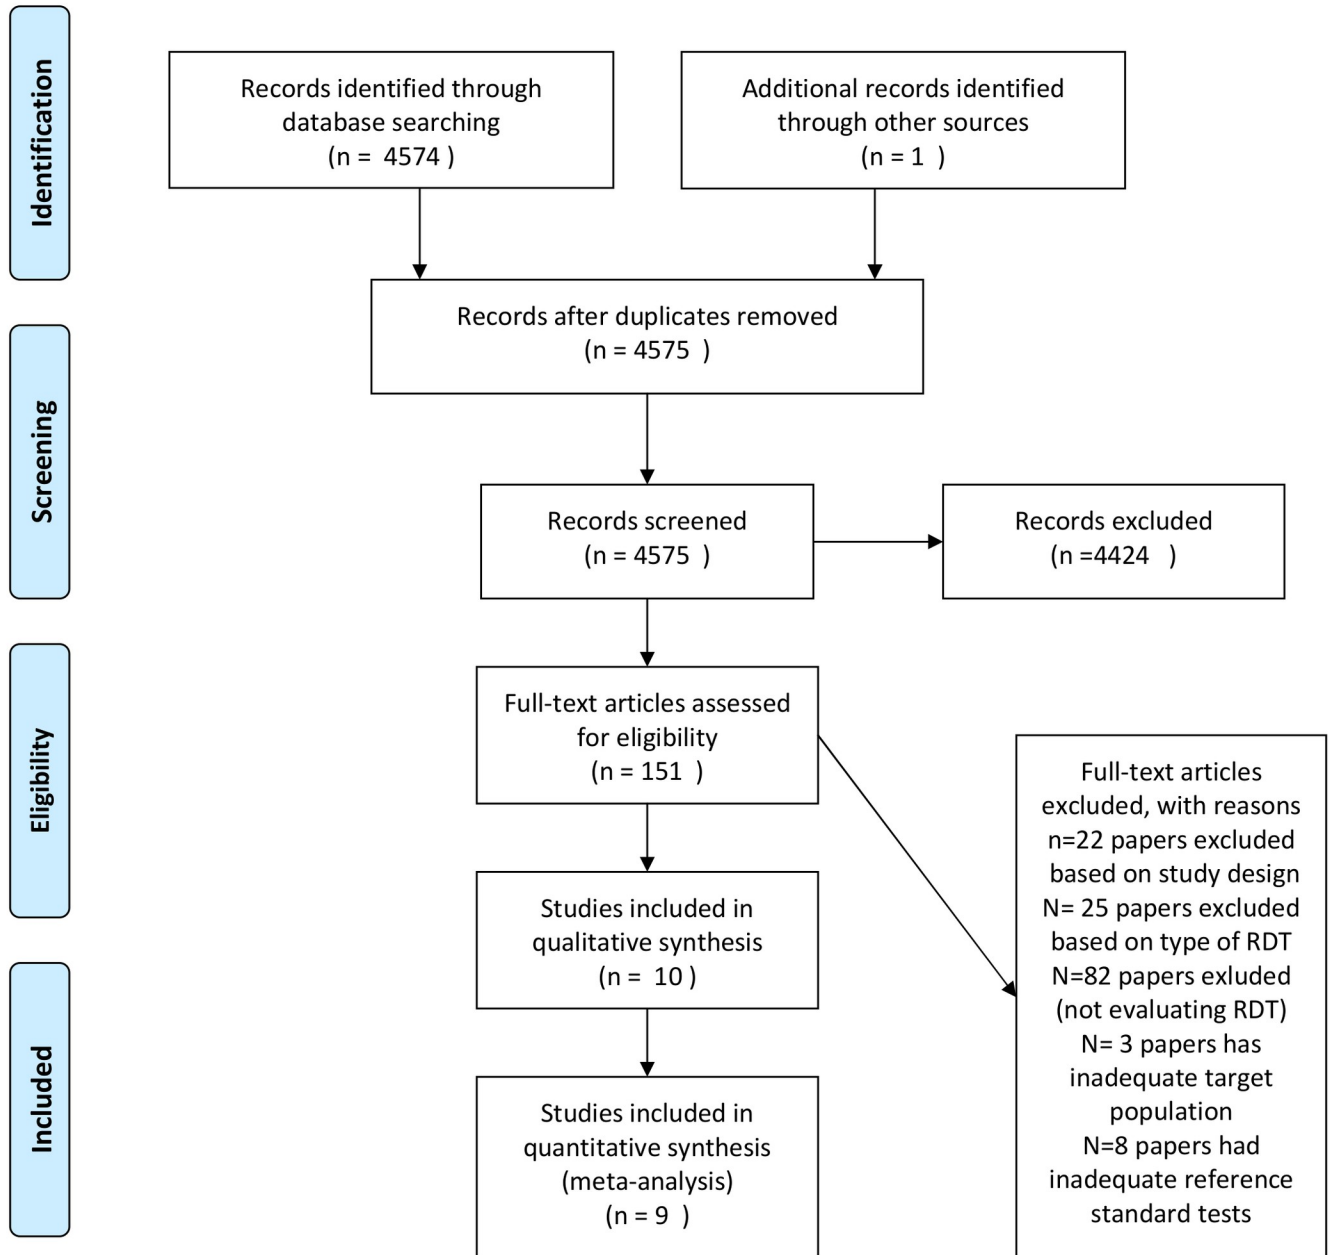 Identification
Records identified through
database searching
(n = 4574 )
Additional records identified
through other sources
(n = 1 )
Records after duplicates removed
(n = 4575 )
Screening
Records screened
(n = 4575 )
Records excluded
(n =4424 )
Eligibility
Full-text articles assessed
for eligibility
(n = 151 )
Full-text articles
excluded, with reasons
n=22 papers excluded
based on study design
N= 25 papers excluded
based on type of RDT
N=82 papers exluded
(not evaluating RDT)
N= 3 papers has
inadequate target
population
N=8 papers had
inadequate reference
standard tests
Studies included in
qualitative synthesis
(n = 10 )
Included
Studies included in
quantitative synthesis
(meta-analysis)
(n = 9 )